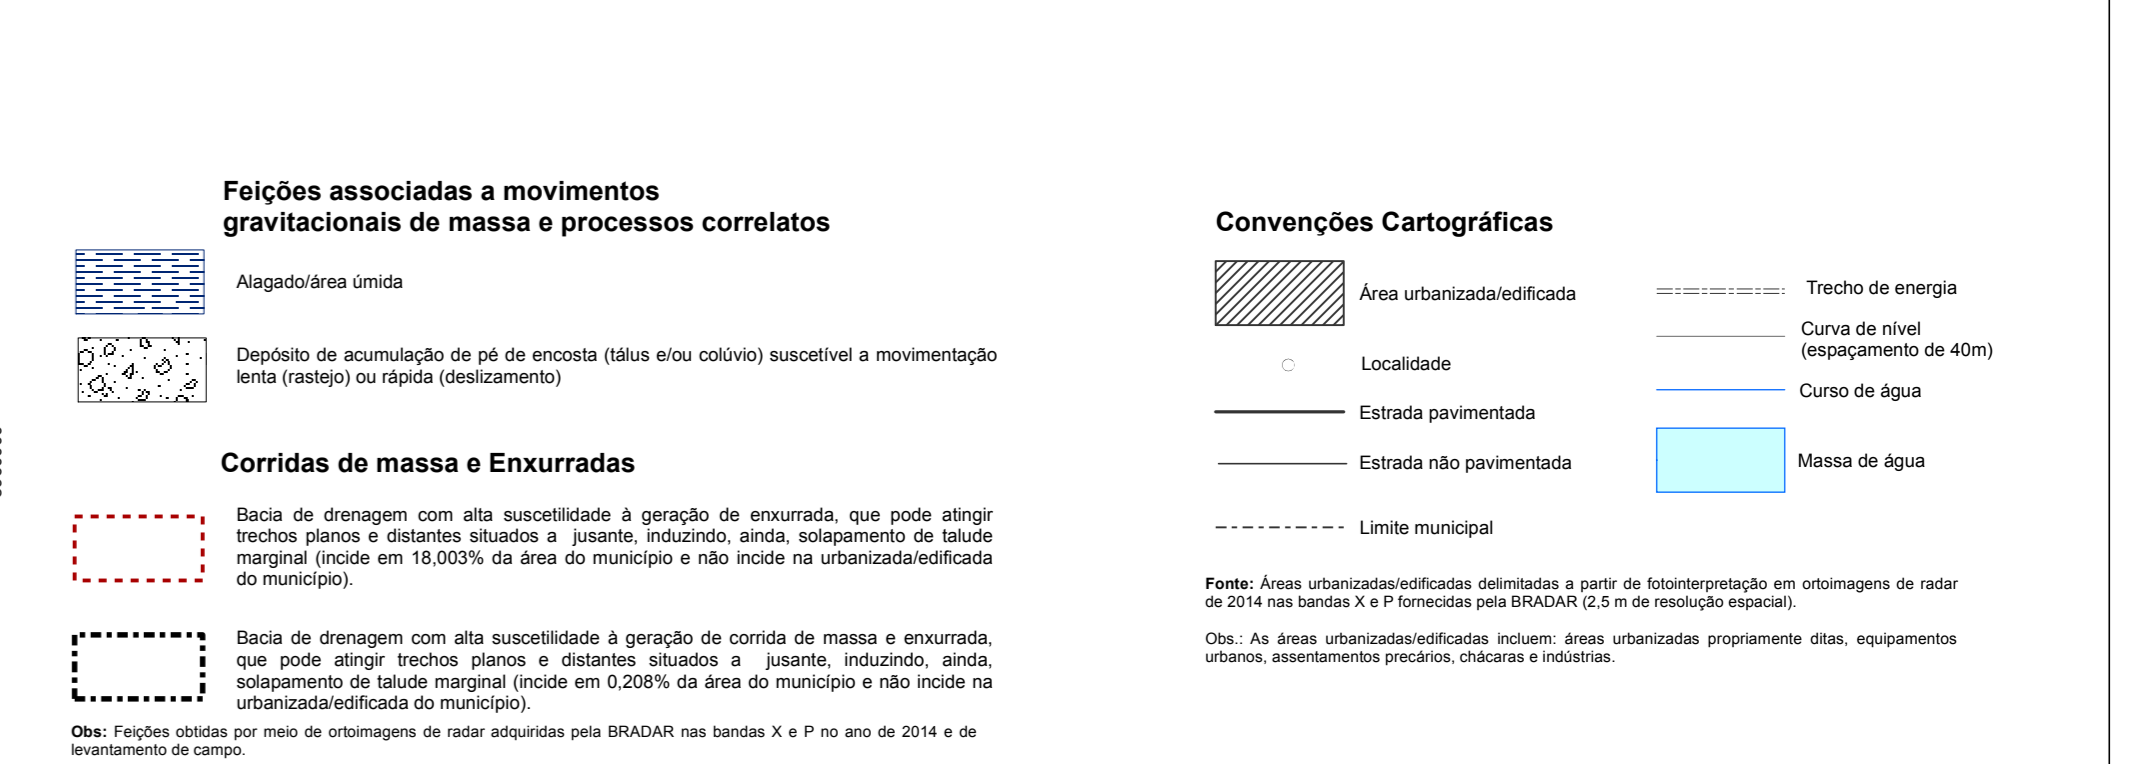 Feições associadas a movimentos
gravitacionais de massa e processos correlatos
Alagado/área úmida
Depósito de acumulação de pé de encosta (tálus e/ou colúvio) suscetível a movimentação
lenta (rastejo) ou rápida (deslizamento)
Corridas de massa e Enxurradas
Bacia de drenagem com alta suscetilidade à geração de enxurrada, que pode atingir
trechos planos e distantes situados a jusante, induzindo, ainda, solapamento de talude
marginal (incide em 18,003% da área do município e não incide na urbanizada/edificada
do município).
Bacia de drenagem com alta suscetilidade à geração de corrida de massa e enxurrada,
que pode atingir trechos planos e distantes situados a jusante, induzindo, ainda,
solapamento de talude marginal (incide em 0,208% da área do município e não incide na
urbanizada/edificada do município).
Obs: Feições obtidas por meio de ortoimagens de radar adquiridas pela BRADAR nas bandas X e P no ano de 2014 e de
levantamento de campo.
Convenções Cartográficas
Área urbanizada/edificada
Localidade
Estrada pavimentada
Estrada não pavimentada
Limite municipal
Trecho de energia
Curva de nível
(espaçamento de 40m)
Curso de água
Massa de água
Fonte: Áreas urbanizadas/edificadas delimitadas a partir de fotointerpretação em ortoimagens de radar
de 2014 nas bandas X e P fornecidas pela BRADAR (2,5 m de resolução espacial).
Obs.: As áreas urbanizadas/edificadas incluem: áreas urbanizadas propriamente ditas, equipamentos
urbanos, assentamentos precários, chácaras e indústrias.